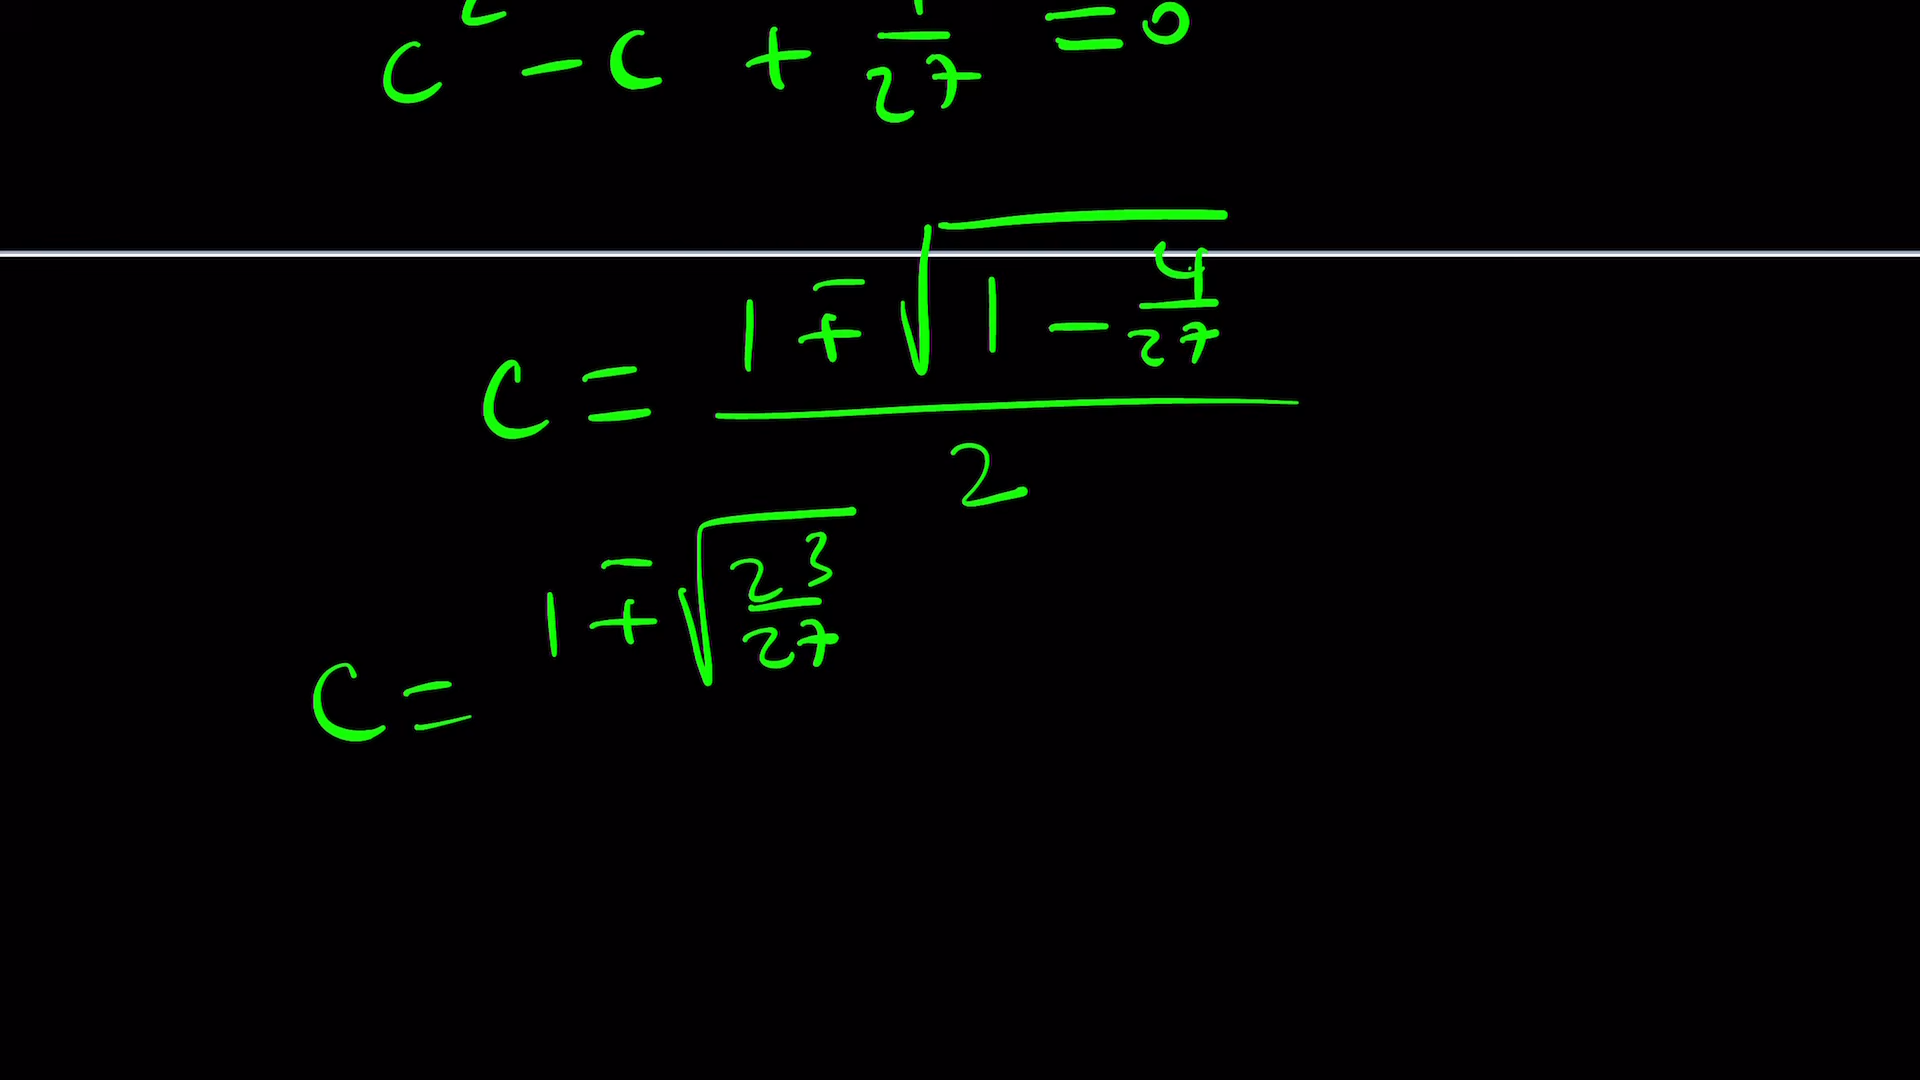 c² - c + 1/27 = 0
c = (1 ∓ √(1 - 4/27))/2
c = 1 ∓ √(23/27)